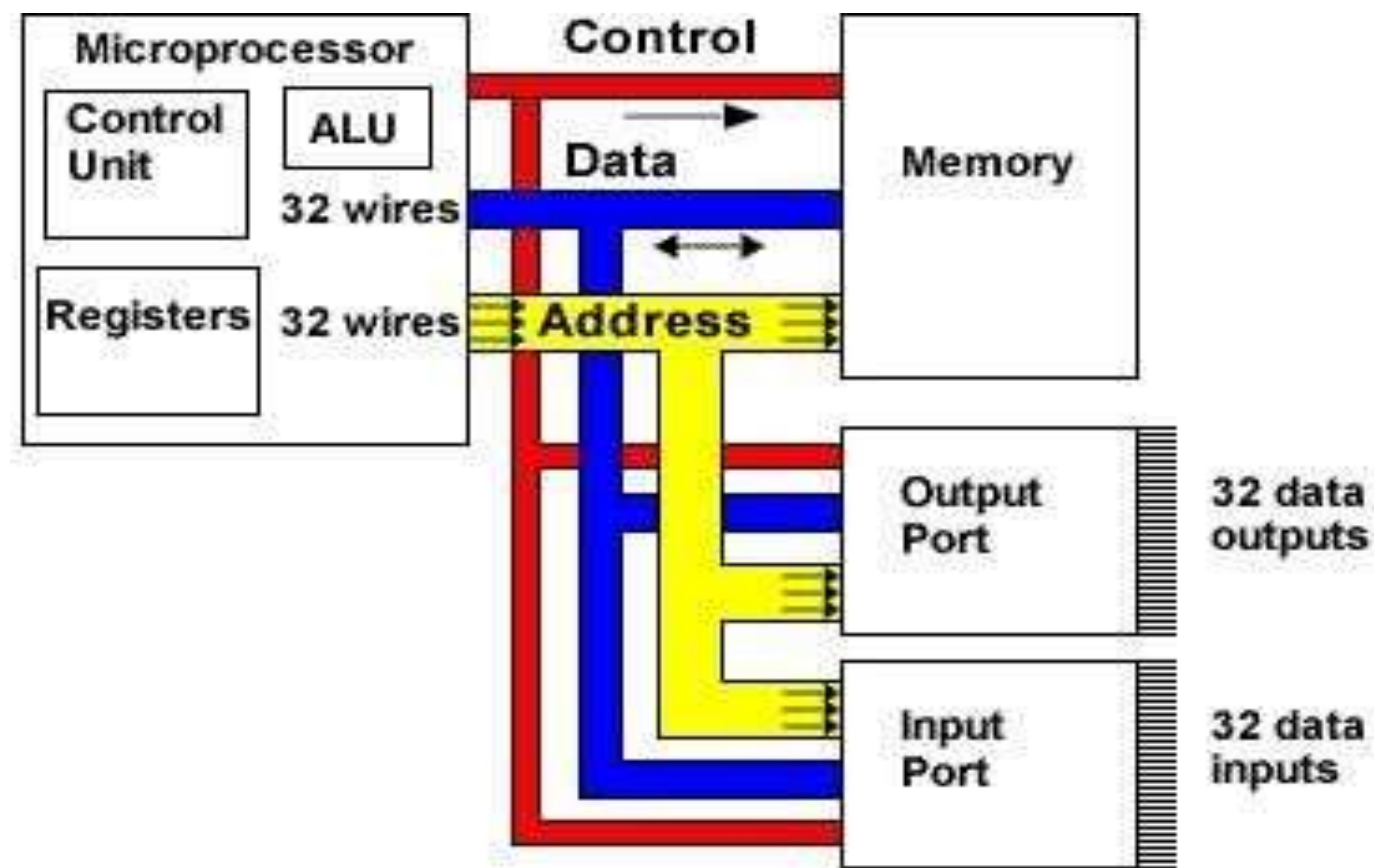 Microprocessor
Control
Unit
ALU
32 wires
Registers
32 wires
Control
Data
Address
Memory
Output
Port
32 data
outputs
Input
Port
32 data
inputs